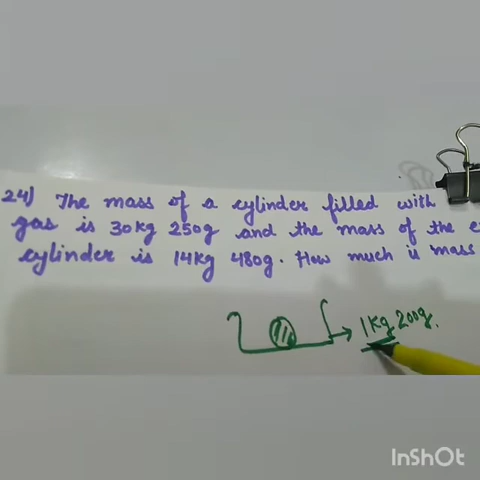 24) The mass of a cylinder filled with
gas is 30kg 250g and the mass of the
cylinder is 14kg 480g. How much is mass
1kg 200g.
InShOt